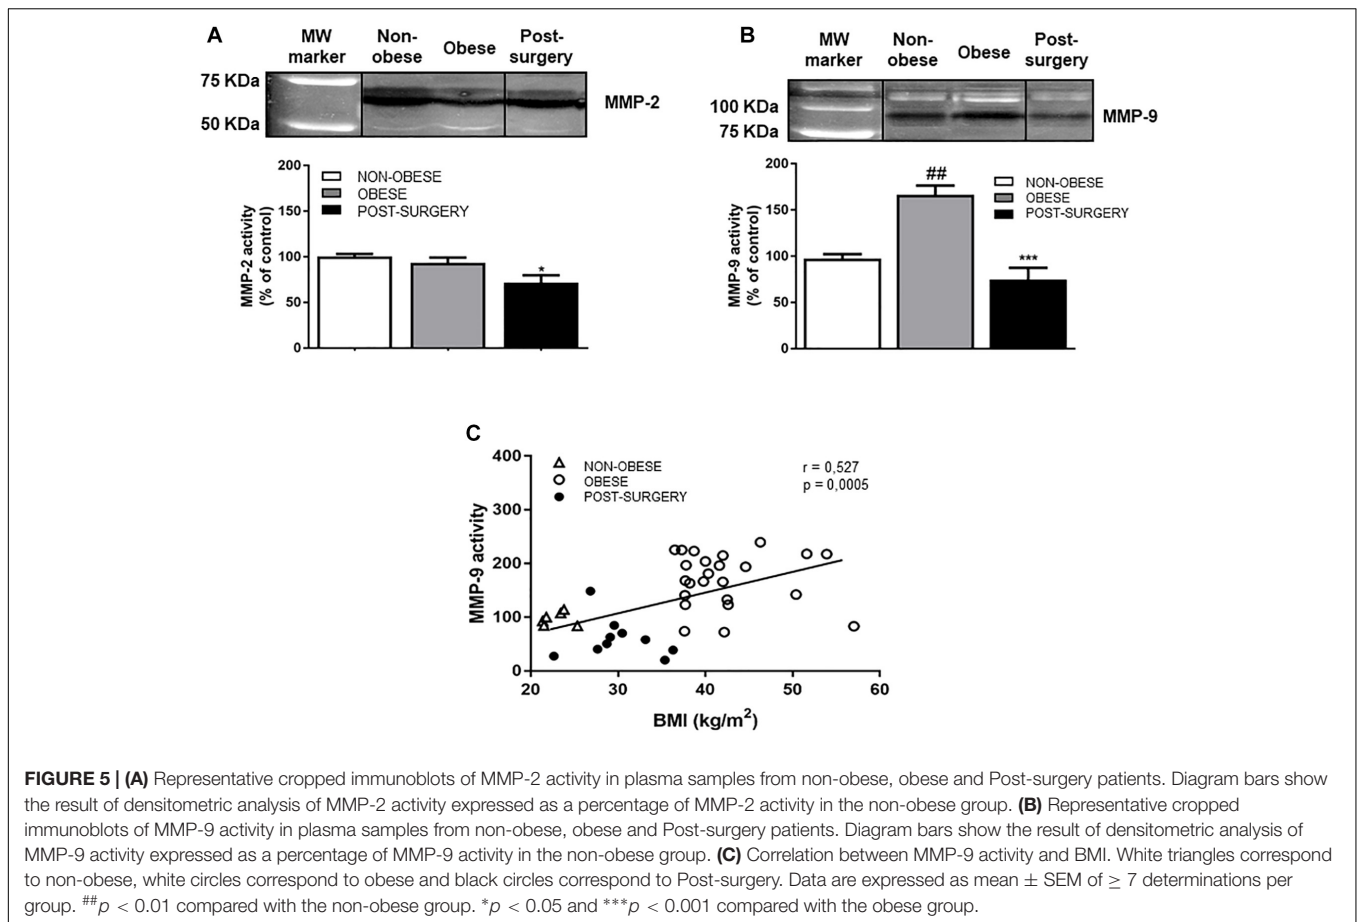 A
MW marker
Non-obese
Obese
Post-surgery
75 KDa
50 KDa
MMP-2
200
150
100
50
0
MMP-2 activity
(% of control)
NON-OBESE
OBESE
POST-SURGERY
*
B
MW marker
Non-obese
Obese
Post-surgery
100 KDa
75 KDa
MMP-9
200
150
100
50
0
MMP-9 activity
(% of control)
##
***
NON-OBESE
OBESE
POST-SURGERY
C
400
300
200
100
0
MMP-9 activity
NON-OBESE
OBESE
POST-SURGERY
r = 0,527
p = 0,0005
20 30 40 50 60
BMI (kg/m²)
FIGURE 5 | (A) Representative cropped immunoblots of MMP-2 activity in plasma samples from non-obese, obese and Post-surgery patients. Diagram bars show
the result of densitometric analysis of MMP-2 activity expressed as a percentage of MMP-2 activity in the non-obese group. (B) Representative cropped
immunoblots of MMP-9 activity in plasma samples from non-obese, obese and Post-surgery patients. Diagram bars show the result of densitometric analysis of
MMP-9 activity expressed as a percentage of MMP-9 activity in the non-obese group. (C) Correlation between MMP-9 activity and BMI. White triangles correspond
to non-obese, white circles correspond to obese and black circles correspond to Post-surgery. Data are expressed as mean ± SEM of ≥ 7 determinations per
group. ##p < 0.01 compared with the non-obese group. *p < 0.05 and ***p < 0.001 compared with the obese group.